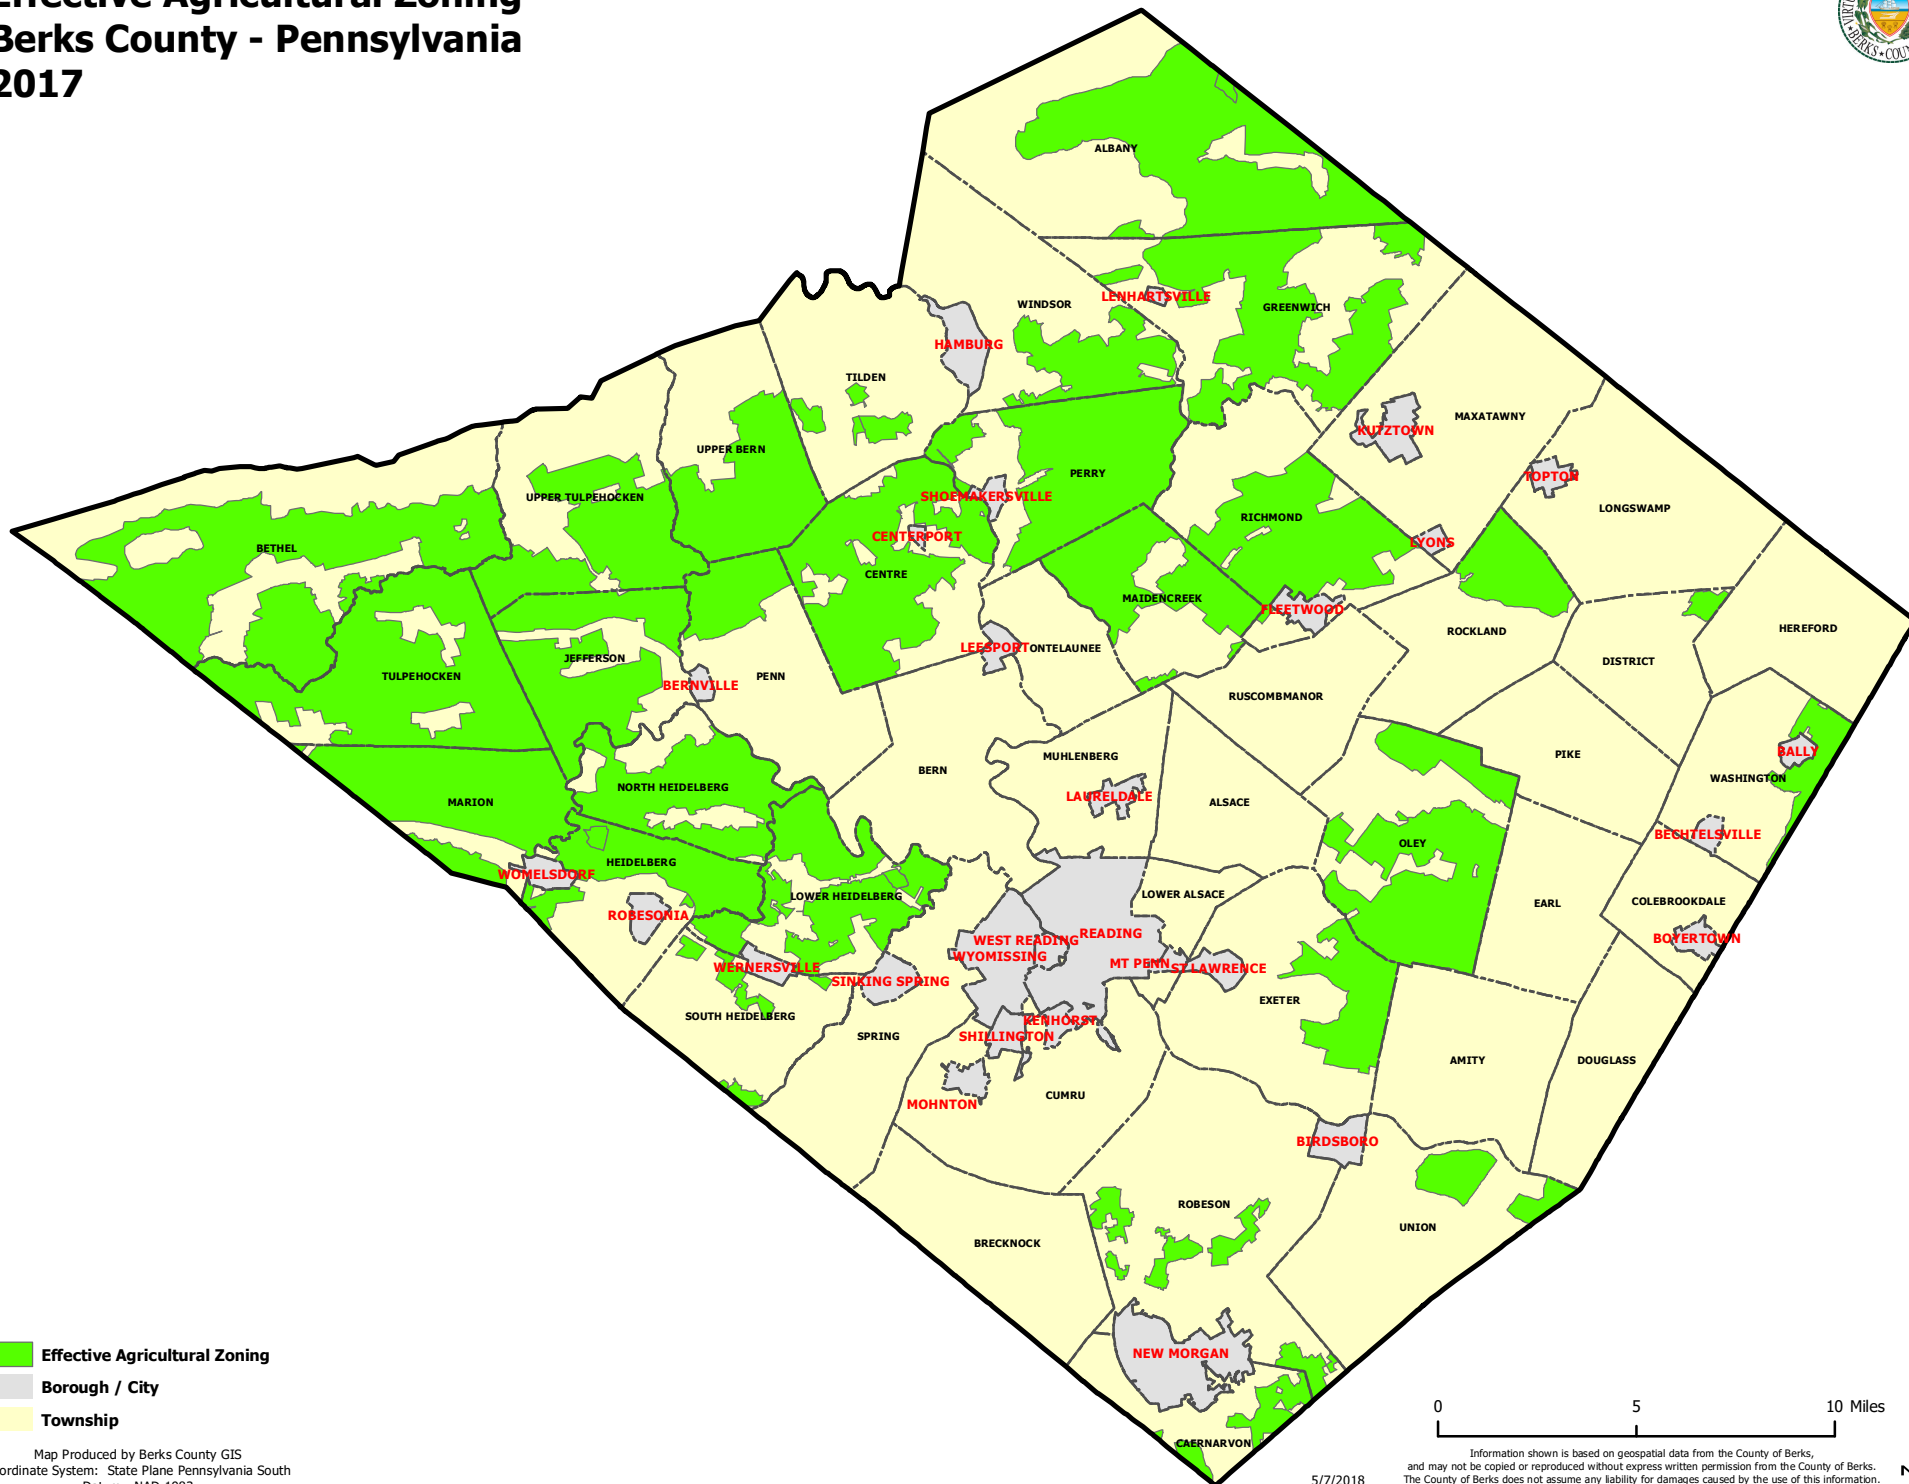 Effective Agricultural Zoning
Berks County - Pennsylvania
2017
BERKS COUN
ALBANY
WINDSOR
LENHARTSVILLE
GREENWICH
HAMBURG
TILDEN
MAXATAWNY
KUTZTOWN
UPPER BERN
PERRY
TOPTON
UPPER TULPEHOCKEN
SHOEMAKERSVILLE
LONGSWAMP
RICHMOND
CENTERPORT
LYONS
BETHEL
CENTRE
MAIDENCREEK
FLEETWOOD
HEREFORD
ROCKLAND
LEESPORT
ONTELAUNEE
JEFFERSON
DISTRICT
TULPEHOCKEN
PENN
BERNVILLE
RUSCOMBMANOR
BALLY
PIKE
MUHLENBERG
BERN
WASHINGTON
NORTH HEIDELBERG
LAURELDALE
MARION
ALSACE
BECHTELSVILLE
OLEY
HEIDELBERG
WOMELSDORF
LOWER HEIDELBERG
LOWER ALSACE
EARL
COLEBROOKDALE
ROBESONIA
READING
WEST READING
BOYERTOWN
WYOMISSING
MT PENN
ST LAWRENCE
WERNERSVILLE
SINKING SPRING
EXETER
SOUTH HEIDELBERG
KENHORST
SPRING
SHILLINGTON
AMITY
DOUGLASS
CUMRU
MOHNTON
BIRDSBORO
ROBESON
UNION
BRECKNOCK
NEW MORGAN
CAERNARVON
Effective Agricultural Zoning
Borough / City
Township
Map Produced by Berks County GIS
ordinate System: State Plane Pennsylvania South
0 5 10 Miles
Information shown is based on geospatial data from the County of Berks,
and may not be copied or reproduced without express written permission from the County of Berks.
5/7/2018
The County of Berks does not assume any liability for damages caused by the use of this information.